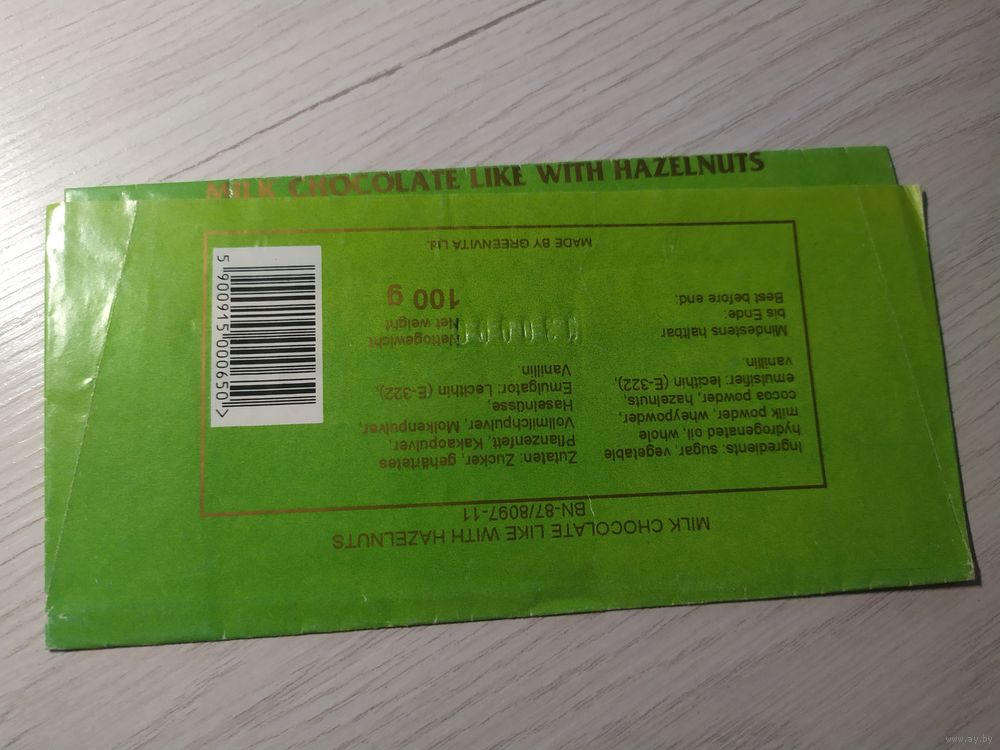 MILK CHOCOLATE LIKE WITH HAZELNUTS
MILK CHOCOLATE LIKE WITH HAZELNUTS
BN-87/8097-11
Ingredients: sugar, vegetable
hydrogenated oil, whole
milk powder, wheypowder,
cocoa powder, hazelnuts,
emulsifier: lecithin (E-322),
vanillin.
Zutaten: Zucker, gehärtetes
Pflanzenfett, Kakaopulver,
Vollmilchpulver, Molkenpulver,
Haselnüsse,
Emulgator: Lecithin (E-322),
Vanillin.
Mindestens haltbar
bis Ende:
Best before end:
Nettogewicht
Net weight
100 g
MADE BY GREENVITA Ltd.
5 900915 000650 >
www.ay.by